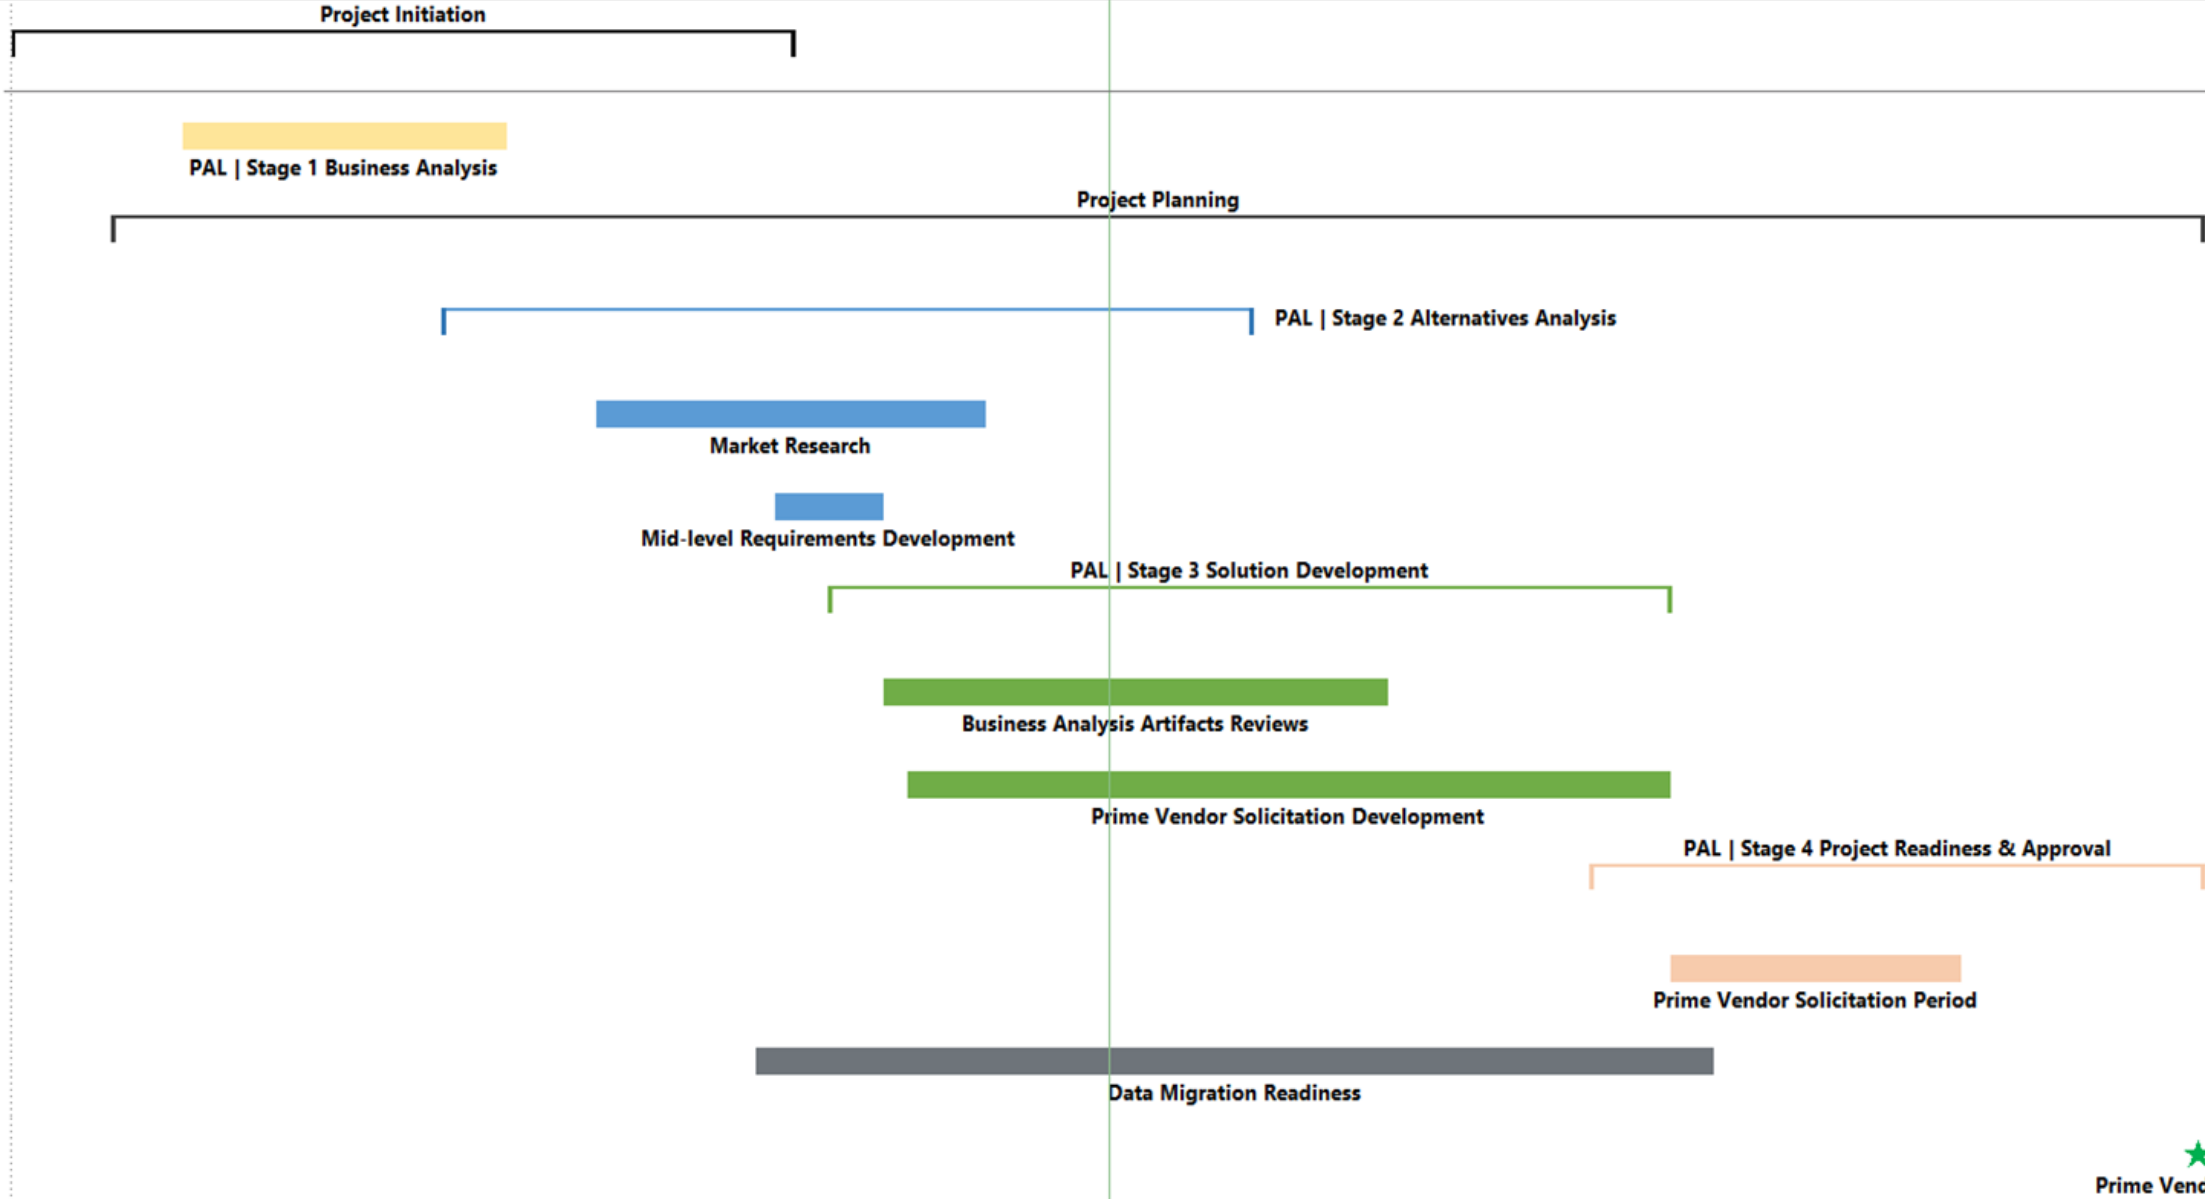 Project Initiation
PAL | Stage 1 Business Analysis
Project Planning
PAL | Stage 2 Alternatives Analysis
Market Research
Mid-level Requirements Development
PAL | Stage 3 Solution Development
Business Analysis Artifacts Reviews
Prime Vendor Solicitation Development
PAL | Stage 4 Project Readiness & Approval
Prime Vendor Solicitation Period
Data Migration Readiness
Prime